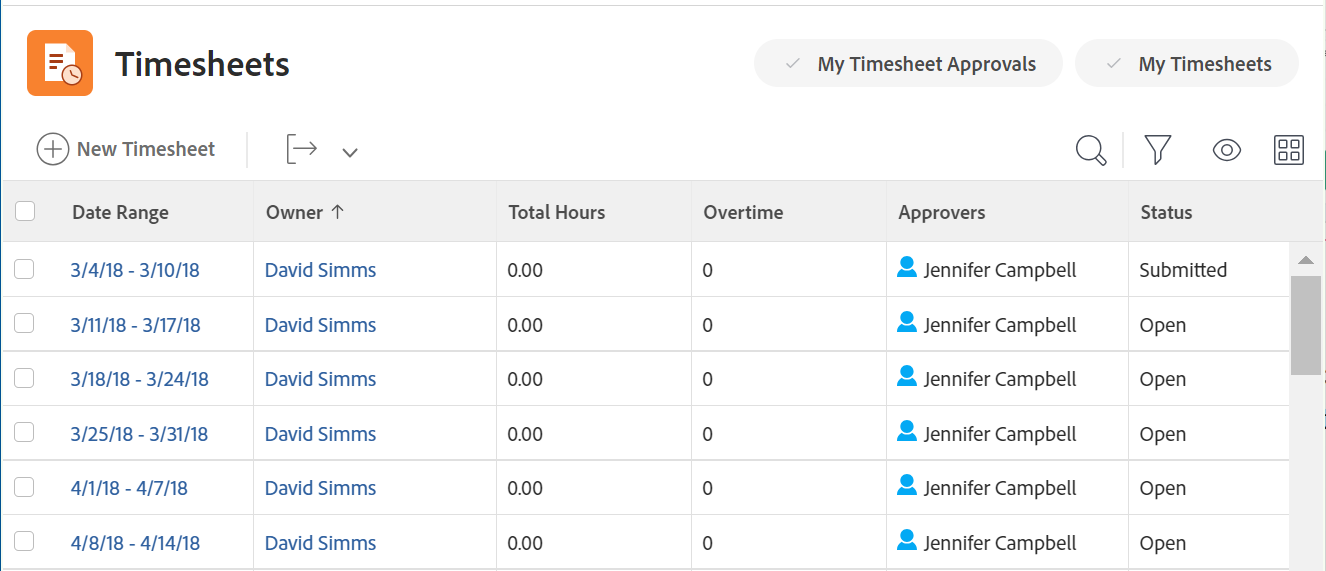 Timesheets
My Timesheet Approvals
My Timesheets
New Timesheet
Date Range Owner Total Hours Overtime Approvers Status
3/4/18 - 3/10/18 David Simms 0.00 0 Jennifer Campbell Submitted
3/11/18 - 3/17/18 David Simms 0.00 0 Jennifer Campbell Open
3/18/18 - 3/24/18 David Simms 0.00 0 Jennifer Campbell Open
3/25/18 - 3/31/18 David Simms 0.00 0 Jennifer Campbell Open
4/1/18 - 4/7/18 David Simms 0.00 0 Jennifer Campbell Open
4/8/18 - 4/14/18 David Simms 0.00 0 Jennifer Campbell Open